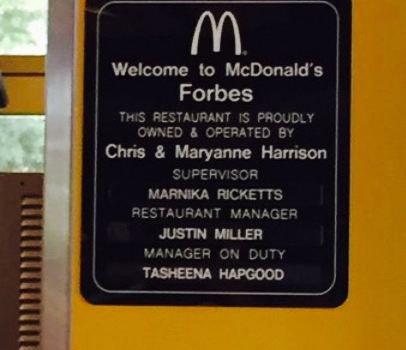 Welcome to McDonald's
Forbes
THIS RESTAURANT IS PROUDLY
OWNED & OPERATED BY
Chris & Maryanne Harrison
SUPERVISOR
MARNIKA RICKETTS
RESTAURANT MANAGER
JUSTIN MILLER
MANAGER ON DUTY
TASHEENA HAPGOOD